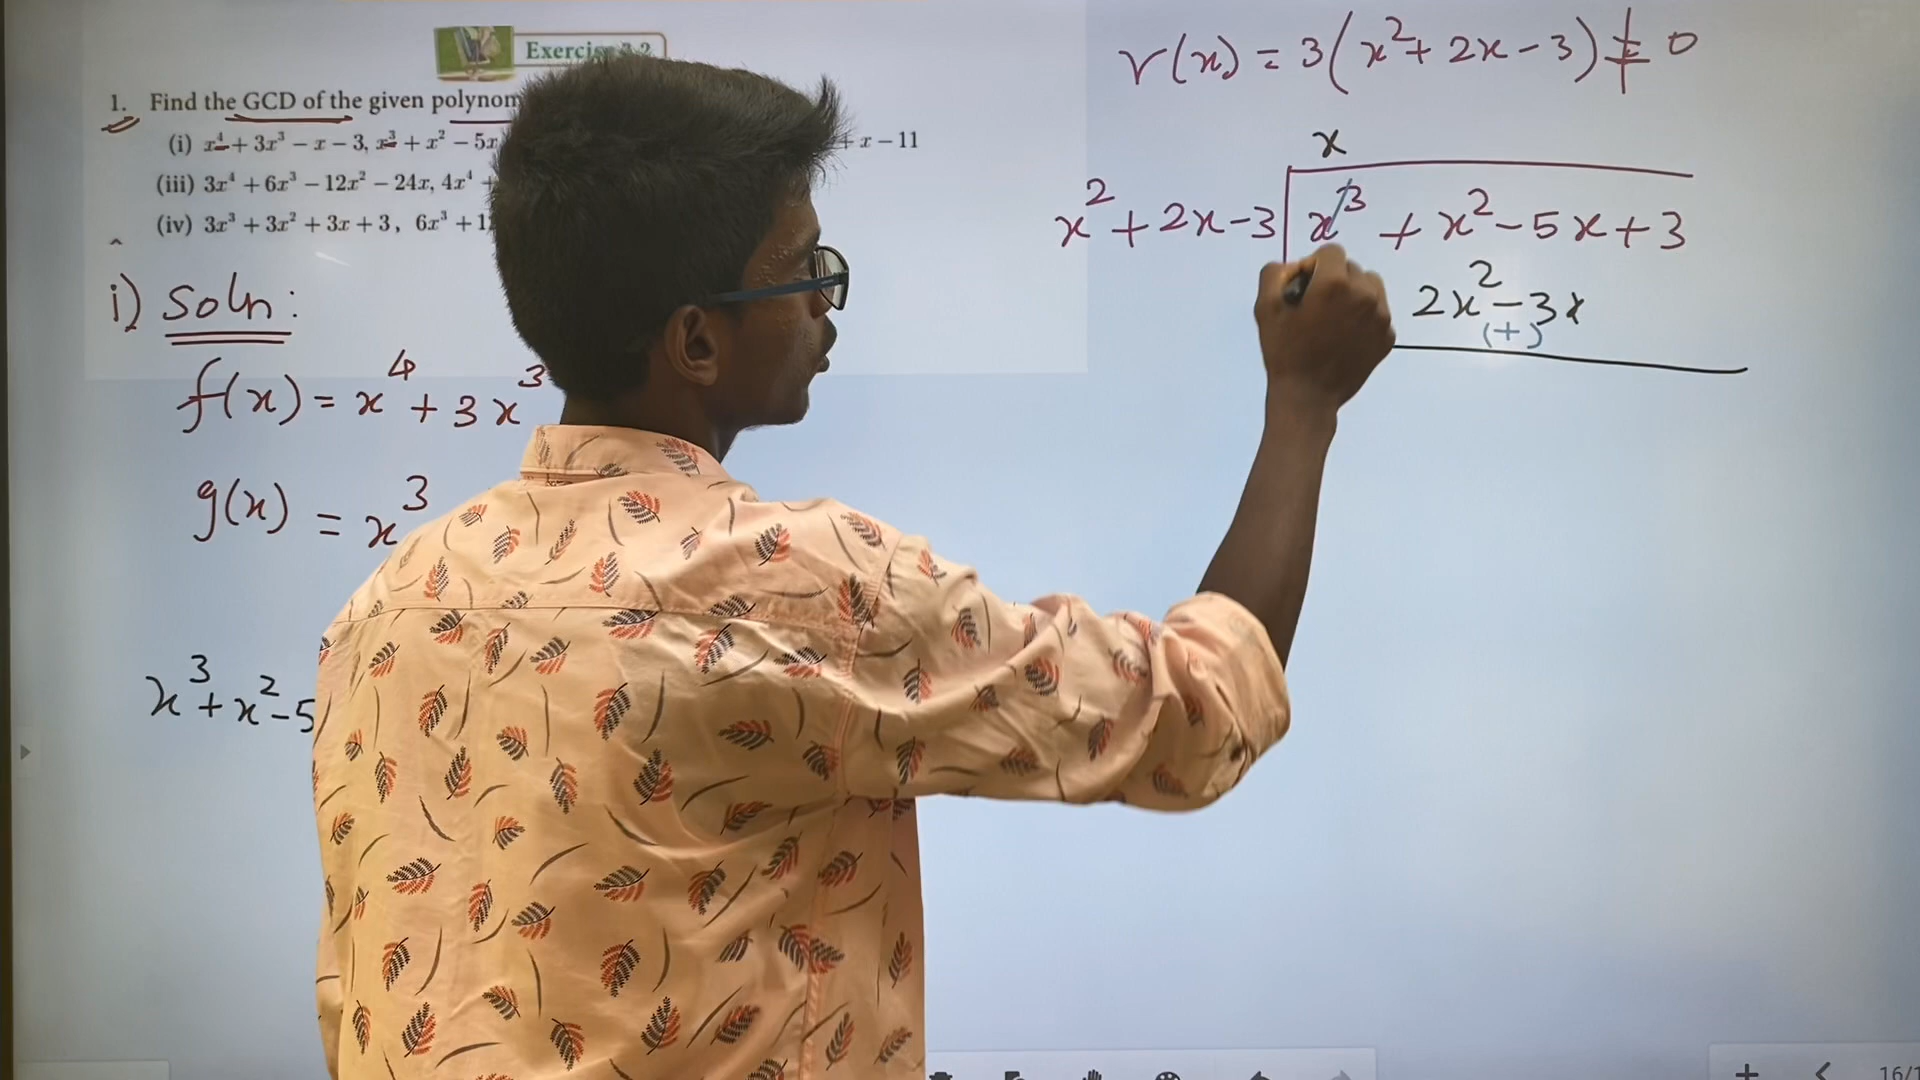 Exercise 3.2
1. Find the GCD of the given
(i) x⁴ + 3x³ − x − 3, x³ + x² − 5x + x − 11
(iii) 3x⁴ + 6x³ − 12x² − 24x, 4x⁴ +
(iv) 3x³ + 3x² + 3x + 3, 6x³ +
i) Soln:
f(x) = x⁴ + 3x³
g(x) = x³
x³ + x² - 5
r(x) = 3(x² + 2x - 3) ≠ 0
x
x² + 2x - 3 x³ + x² - 5x + 3
2x² - 3x
(+)
16/1